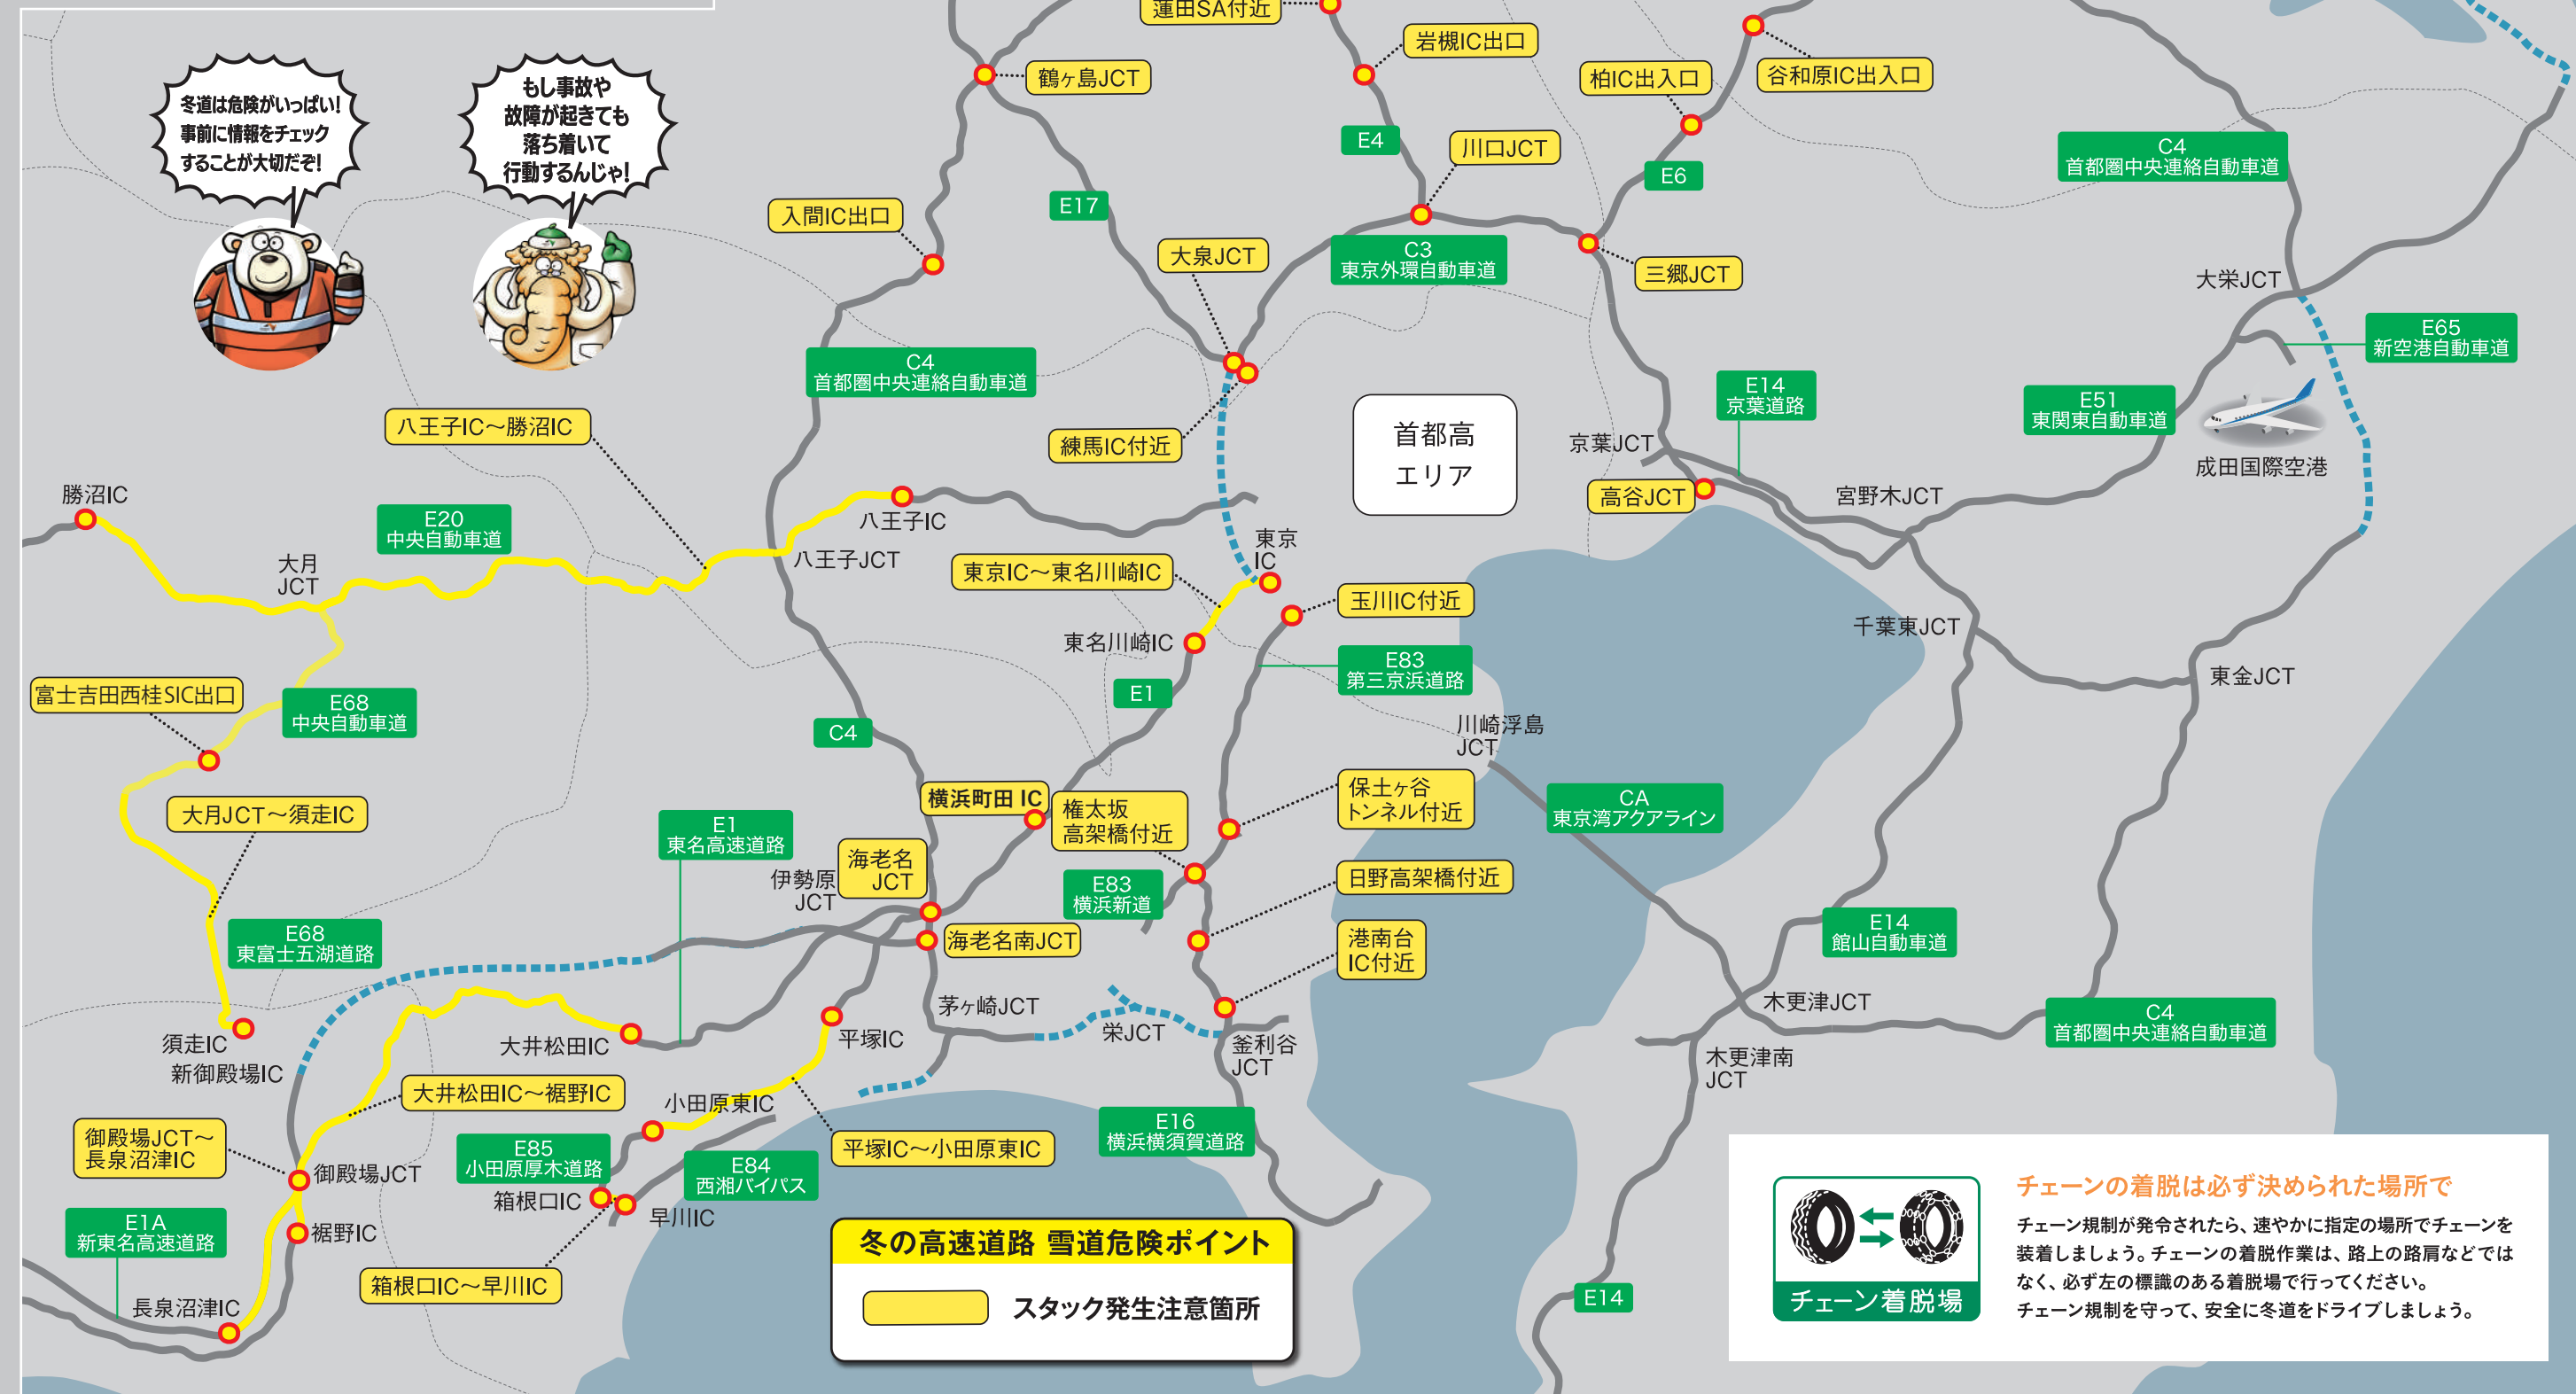 蓮田SA付近
岩槻IC出口
鶴ヶ島JCT
柏IC出入口
谷和原IC出入口
冬道は危険がいっぱい!
事前に情報をチェック
することが大切だぞ!
もし事故や
故障が起きても
落ち着いて
行動するんじゃ!
E4
川口JCT
C4
首都圏中央連絡自動車道
E6
E17
入間IC出口
大泉JCT
C3
東京外環自動車道
三郷JCT
大栄JCT
E65
新空港自動車道
C4
首都圏中央連絡自動車道
E14
京葉道路
E51
東関東自動車道
八王子IC～勝沼IC
練馬IC付近
首都高
エリア
京葉JCT
成田国際空港
勝沼IC
高谷JCT
宮野木JCT
E20
中央自動車道
八王子IC
東京
IC
大月
JCT
八王子JCT
東京IC～東名川崎IC
玉川IC付近
千葉東JCT
東名川崎IC
E83
第三京浜道路
東金JCT
富士吉田西桂SIC出口
E68
中央自動車道
E1
C4
川崎浮島
JCT
横浜町田 IC
権太坂
高架橋付近
保土ヶ谷
トンネル付近
CA
東京湾アクアライン
大月JCT～須走IC
E1
東名高速道路
海老名
JCT
伊勢原
JCT
E83
横浜新道
日野高架橋付近
E68
東富士五湖道路
海老名南JCT
港南台
IC付近
E14
館山自動車道
茅ヶ崎JCT
木更津JCT
栄JCT
C4
首都圏中央連絡自動車道
須走IC
大井松田IC
平塚IC
釜利谷
JCT
木更津南
JCT
新御殿場IC
大井松田IC～裾野IC
小田原東IC
御殿場JCT～
長泉沼津IC
E85
小田原厚木道路
平塚IC～小田原東IC
E16
横浜横須賀道路
御殿場JCT
E84
西湘バイパス
箱根口IC
早川IC
E1A
新東名高速道路
裾野IC
箱根口IC～早川IC
長泉沼津IC
冬の高速道路 雪道危険ポイント
スタック発生注意箇所
E14
チェーン着脱場
チェーンの着脱は必ず決められた場所で
チェーン規制が発令されたら、速やかに指定の場所でチェーンを
装着しましょう。チェーンの着脱作業は、路上の路肩などでは
なく、必ず左の標識のある着脱場で行ってください。
チェーン規制を守って、安全に冬道をドライブしましょう。